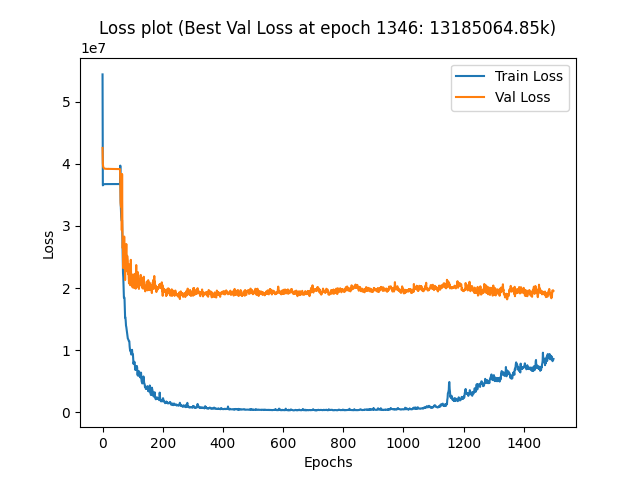 Loss plot (Best Val Loss at epoch 1346: 13185064.85k)
1e7
Train Loss
Val Loss
5
4
3
2
1
0
Loss
0 200 400 600 800 1000 1200 1400
Epochs